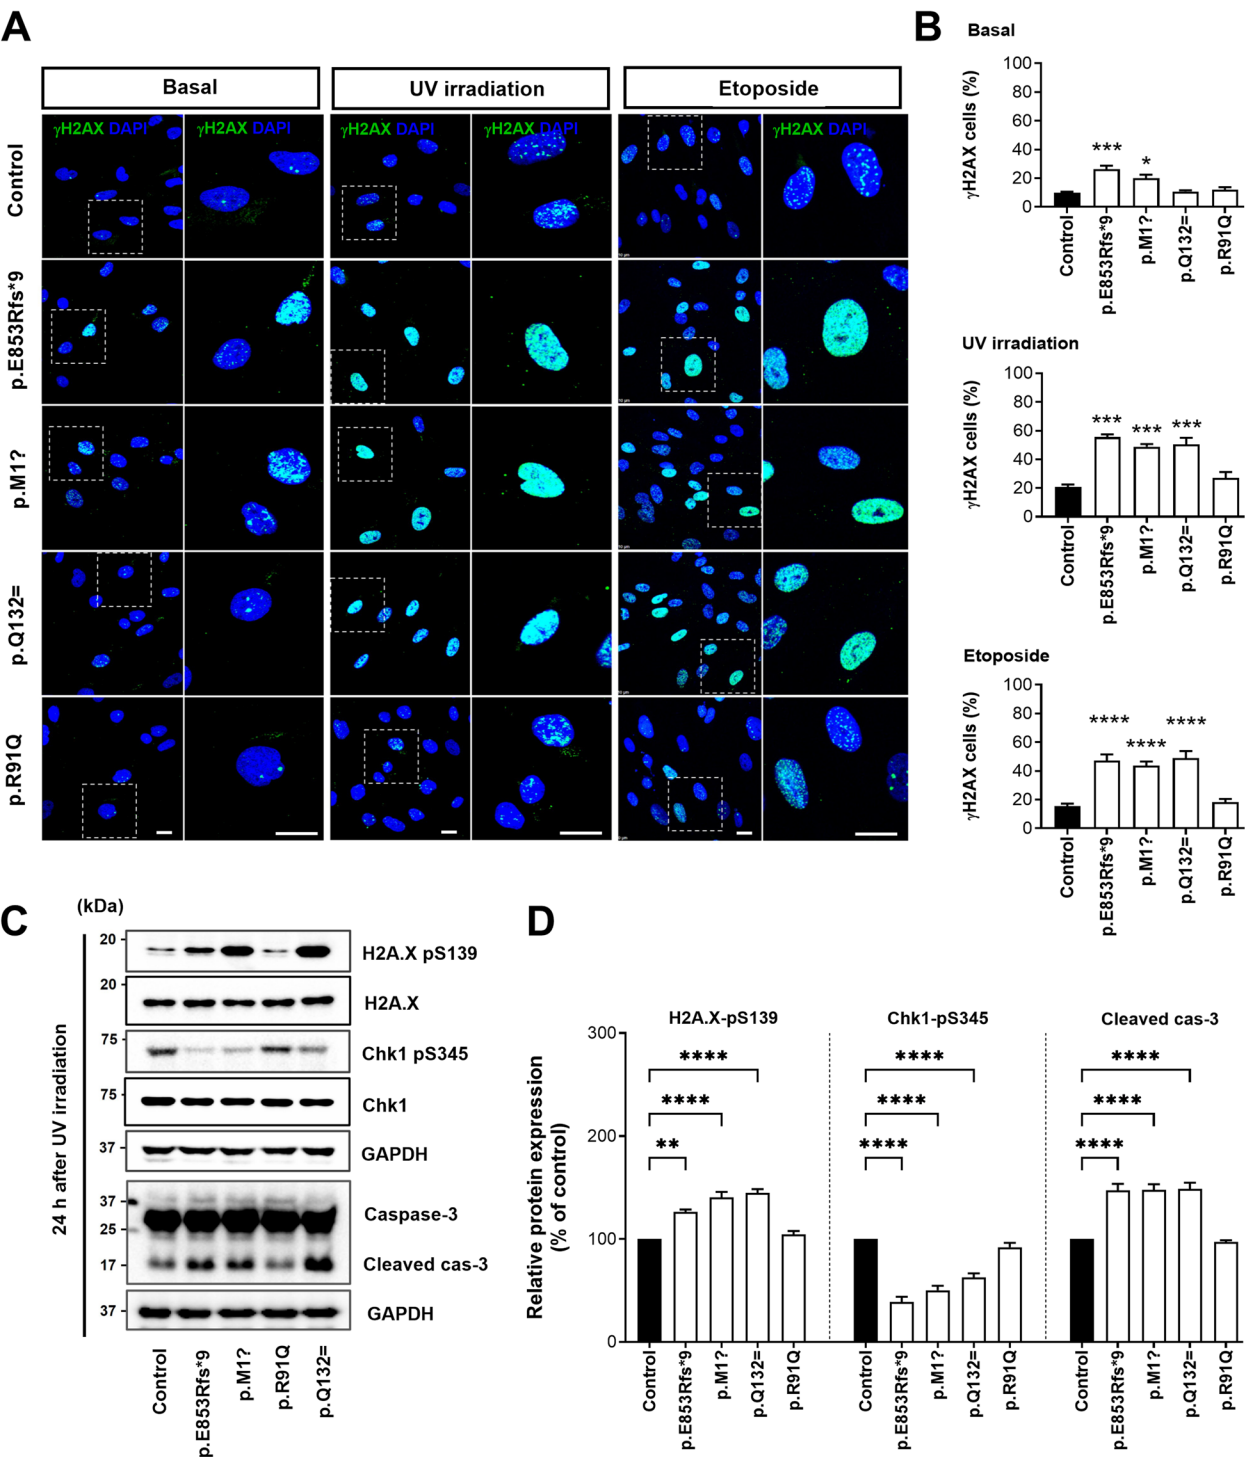 A
Basal
UV irradiation
Etoposide
γH2AX DAPI
γH2AX DAPI
γH2AX DAPI
γH2AX DAPI
γH2AX DAPI
γH2AX DAPI
Control
p.E853Rfs*9
p.M1?
p.Q132=
p.R91Q
B
Basal
γH2AX cells (%)
100
80
60
40
20
0
***
*
Control
p.E853Rfs*9
p.M1?
p.Q132=
p.R91Q
UV irradiation
γH2AX cells (%)
100
80
60
40
20
0
***
***
***
Control
p.E853Rfs*9
p.M1?
p.Q132=
p.R91Q
Etoposide
γH2AX cells (%)
100
80
60
40
20
0
****
****
****
Control
p.E853Rfs*9
p.M1?
p.Q132=
p.R91Q
C
(kDa)
24 h after UV irradiation
20
H2A.X pS139
20
H2A.X
75
Chk1 pS345
75
Chk1
37
GAPDH
37
Caspase-3
25
17
Cleaved cas-3
37
GAPDH
Control
p.E853Rfs*9
p.M1?
p.R91Q
p.Q132=
D
Relative protein expression
(% of control)
300
200
100
0
H2A.X-pS139
****
****
**
Control
p.E853Rfs*9
p.M1?
p.Q132=
p.R91Q
Chk1-pS345
****
****
****
Control
p.E853Rfs*9
p.M1?
p.Q132=
p.R91Q
Cleaved cas-3
****
****
****
Control
p.E853Rfs*9
p.M1?
p.Q132=
p.R91Q